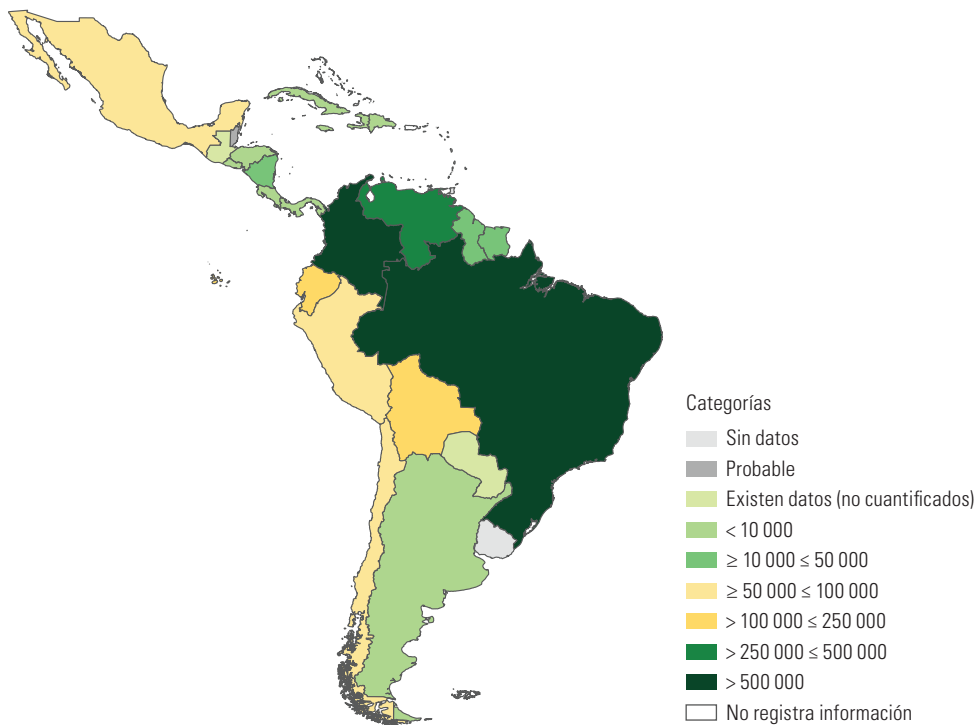 Categorías
Sin datos
Probable
Existen datos (no cuantificados)
< 10 000
≥ 10 000 ≤ 50 000
≥ 50 000 ≤ 100 000
> 100 000 ≤ 250 000
> 250 000 ≤ 500 000
> 500 000
No registra información